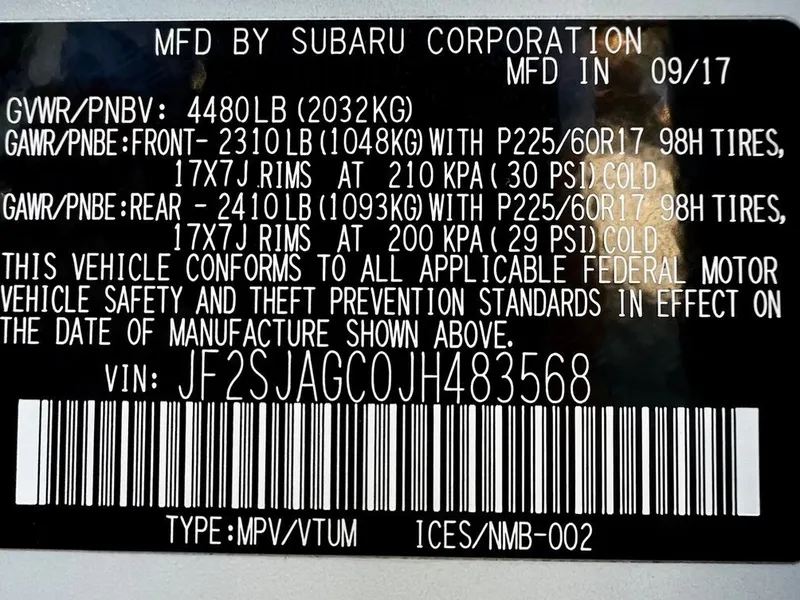 MFD BY SUBARU CORPORATION
MFD IN 09/17
GVWR/PNBV: 4480LB (2032KG)
GAWR/PNBE:FRONT- 2310LB (1048KG) WITH P225/60R17 98H TIRES,
17X7J RIMS AT 210 KPA( 30 PSI) COLD
GAWR/PNBE:REAR - 2410LB (1093KG) WITH P225/60R17 98H TIRES,
17X7J RIMS AT 200 KPA( 29 PSI) COLD
THIS VEHICLE CONFORMS TO ALL APPLICABLE FEDERAL MOTOR
VEHICLE SAFETY AND THEFT PREVENTION STANDARDS IN EFFECT ON
THE DATE OF MANUFACTURE SHOWN ABOVE.
VIN: JF2SJAGC0JH483568
TYPE:MPV/VTUM ICES/NMB-002